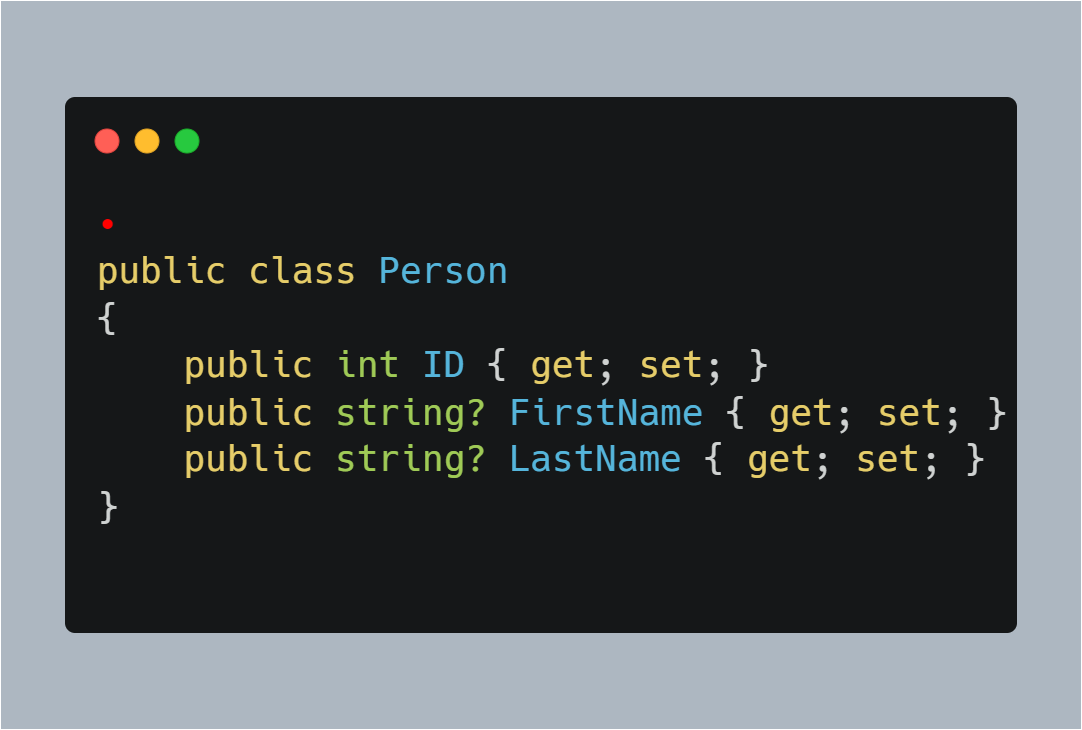 public class Person
{
    public int ID { get; set; }
    public string? FirstName { get; set; }
    public string? LastName { get; set; }
}